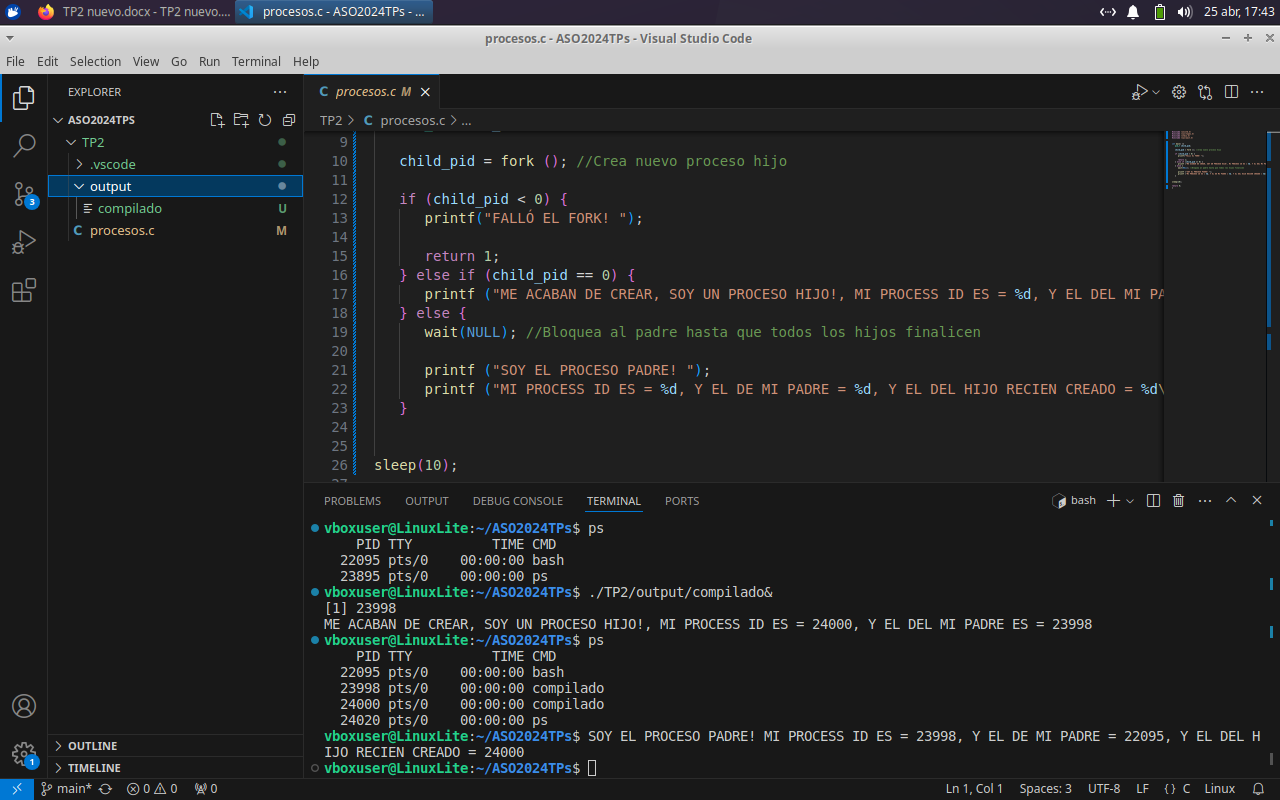 TP2 nuevo.docx - TP2 nuevo....
procesos.c - ASO2024TPs - ...
25 abr, 17:43
procesos.c - ASO2024TPs - Visual Studio Code
File Edit Selection View Go Run Terminal Help
EXPLORER
ASO2024TPS
TP2
.vscode
output
compilado U
procesos.c M
OUTLINE
TIMELINE
3
1
C procesos.c M
TP2 > C procesos.c > ...
9
10 child_pid = fork (); //Crea nuevo proceso hijo
11
12 if (child_pid < 0) {
13 printf("FALLÓ EL FORK! ");
14
15 return 1;
16 } else if (child_pid == 0) {
17 printf ("ME ACABAN DE CREAR, SOY UN PROCESO HIJO!, MI PROCESS ID ES = %d, Y EL DEL MI PA
18 } else {
19 wait(NULL); //Bloquea al padre hasta que todos los hijos finalicen
20
21 printf ("SOY EL PROCESO PADRE! ");
22 printf ("MI PROCESS ID ES = %d, Y EL DE MI PADRE = %d, Y EL DEL HIJO RECIEN CREADO = %d\
23 }
24
25
26 sleep(10);
PROBLEMS OUTPUT DEBUG CONSOLE TERMINAL PORTS
bash
vboxuser@LinuxLite:~/ASO2024TPs$ ps
PID TTY TIME CMD
22095 pts/0 00:00:00 bash
23895 pts/0 00:00:00 ps
vboxuser@LinuxLite:~/ASO2024TPs$ ./TP2/output/compilado&
[1] 23998
ME ACABAN DE CREAR, SOY UN PROCESO HIJO!, MI PROCESS ID ES = 24000, Y EL DEL MI PADRE ES = 23998
vboxuser@LinuxLite:~/ASO2024TPs$ ps
PID TTY TIME CMD
22095 pts/0 00:00:00 bash
23998 pts/0 00:00:00 compilado
24000 pts/0 00:00:00 compilado
24020 pts/0 00:00:00 ps
vboxuser@LinuxLite:~/ASO2024TPs$ SOY EL PROCESO PADRE! MI PROCESS ID ES = 23998, Y EL DE MI PADRE = 22095, Y EL DEL H
IJO RECIEN CREADO = 24000
vboxuser@LinuxLite:~/ASO2024TPs$
main* 0 0 0 Ln 1, Col 1 Spaces: 3 UTF-8 LF {} C Linux